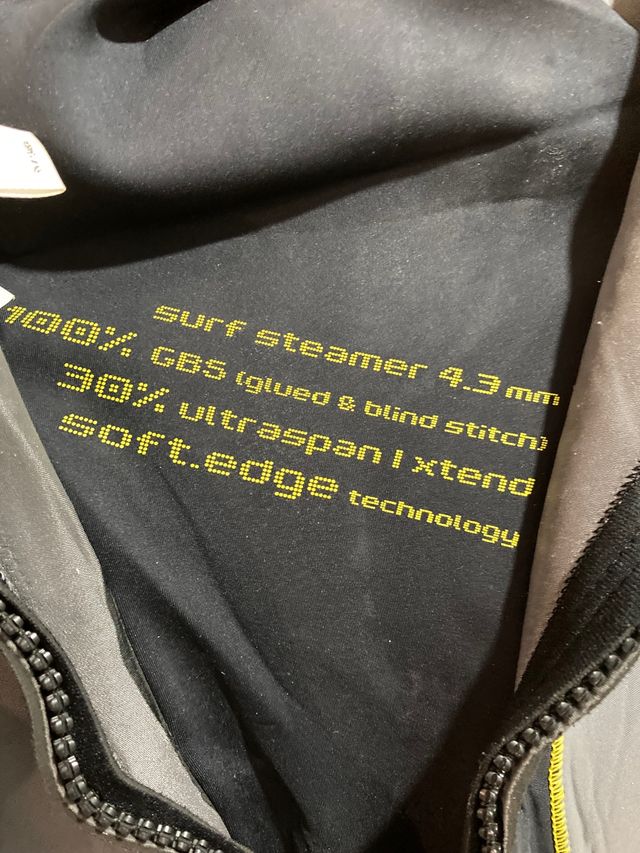 surf steamer 4.3 mm
100% GBS (glued & blind stitch)
30% ultraspan | xtend
soft.edge technology